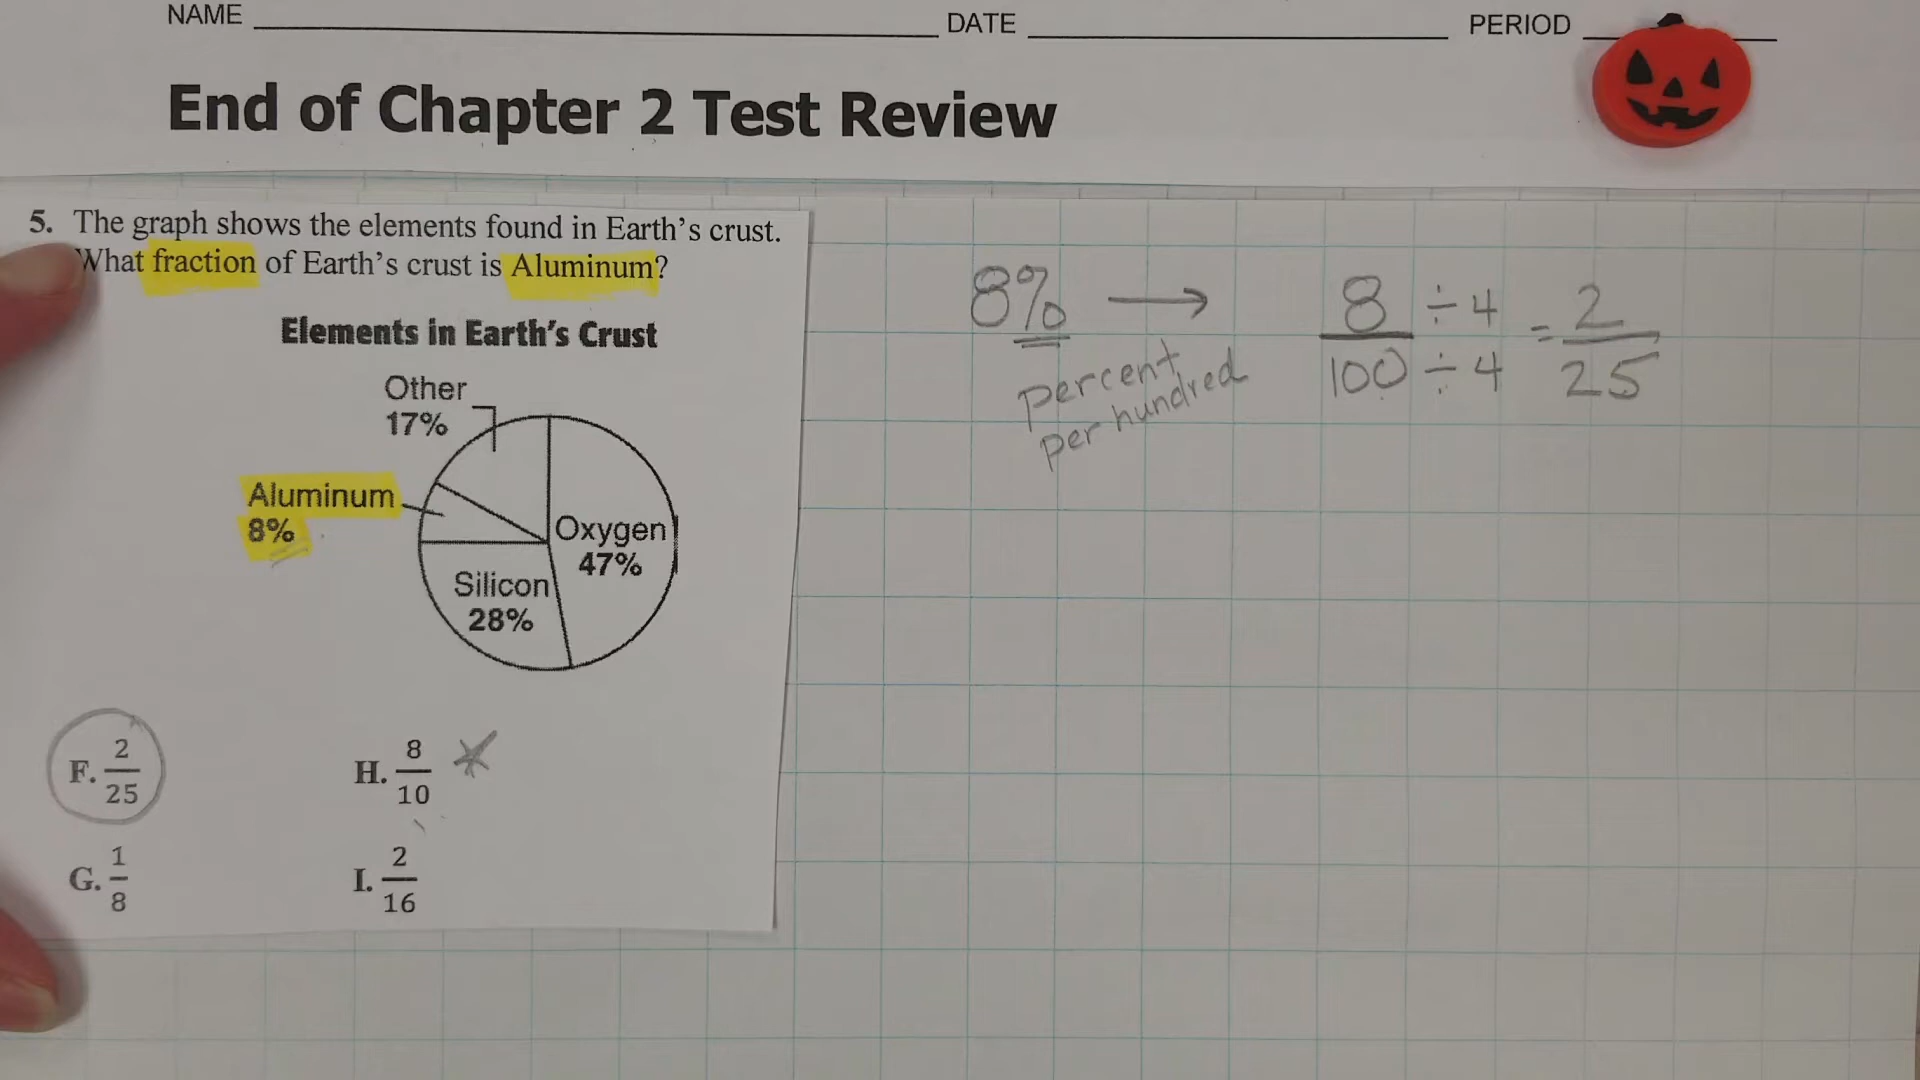 NAME DATE PERIOD
End of Chapter 2 Test Review
5. The graph shows the elements found in Earth's crust.
What fraction of Earth's crust is Aluminum?
Elements in Earth's Crust
Other
17%
Aluminum
8%
Oxygen
47%
Silicon
28%
F. 2/25
H. 8/10
G. 1/8
I. 2/16
8% → 8/100 ÷4/÷4 = 2/25
percent
per hundred